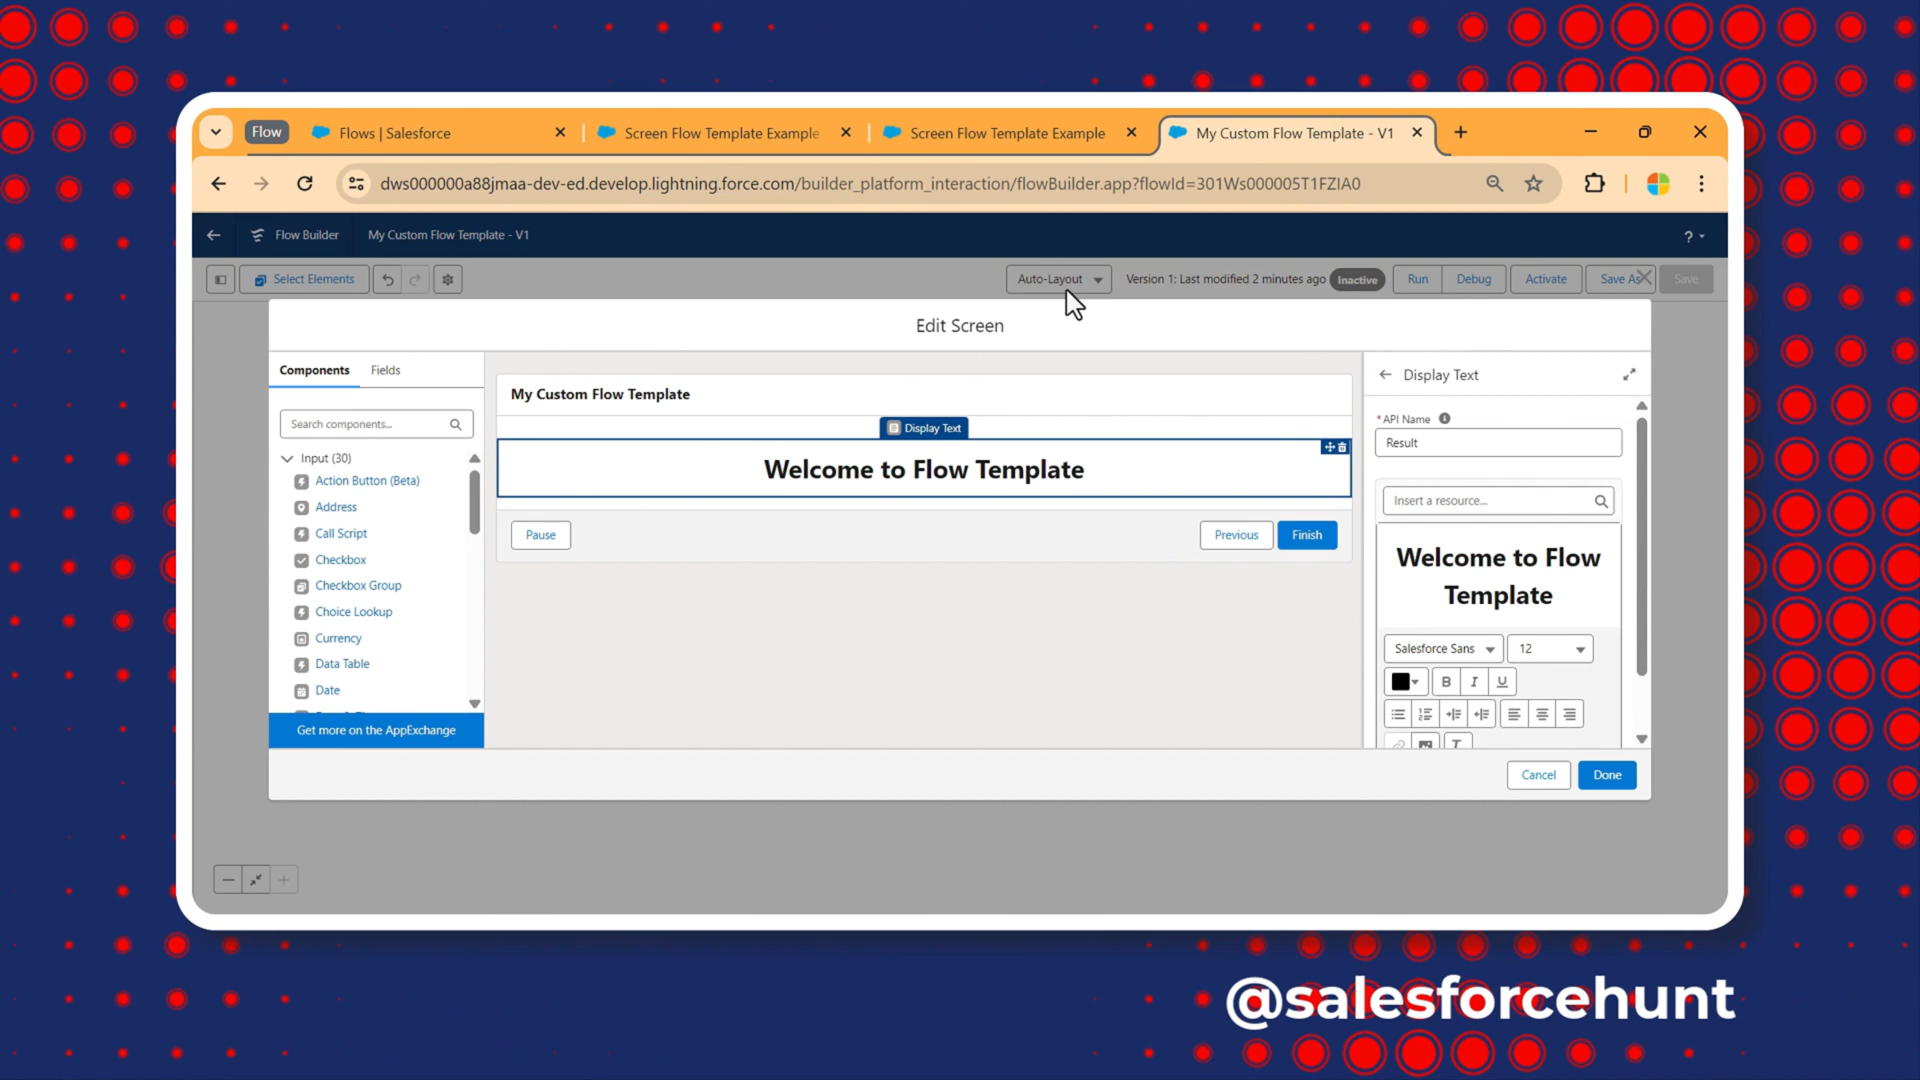 Flow
Flows | Salesforce
Screen Flow Template Example
Screen Flow Template Example
My Custom Flow Template - V1
dws000000a88jmaa-dev-ed.develop.lightning.force.com/builder_platform_interaction/flowBuilder.app?flowId=301Ws000005T1FZIA0
Flow Builder
My Custom Flow Template - V1
?
Select Elements
Auto-Layout
Version 1: Last modified 2 minutes ago
Inactive
Run
Debug
Activate
Save As
Save
Edit Screen
Components
Fields
Search components...
Input (30)
Action Button (Beta)
Address
Call Script
Checkbox
Checkbox Group
Choice Lookup
Currency
Data Table
Date
Get more on the AppExchange
My Custom Flow Template
Display Text
Welcome to Flow Template
Pause
Previous
Finish
Display Text
* API Name
Result
Insert a resource...
Welcome to Flow
Template
Salesforce Sans
12
B I U
Cancel
Done
@salesforcehunt